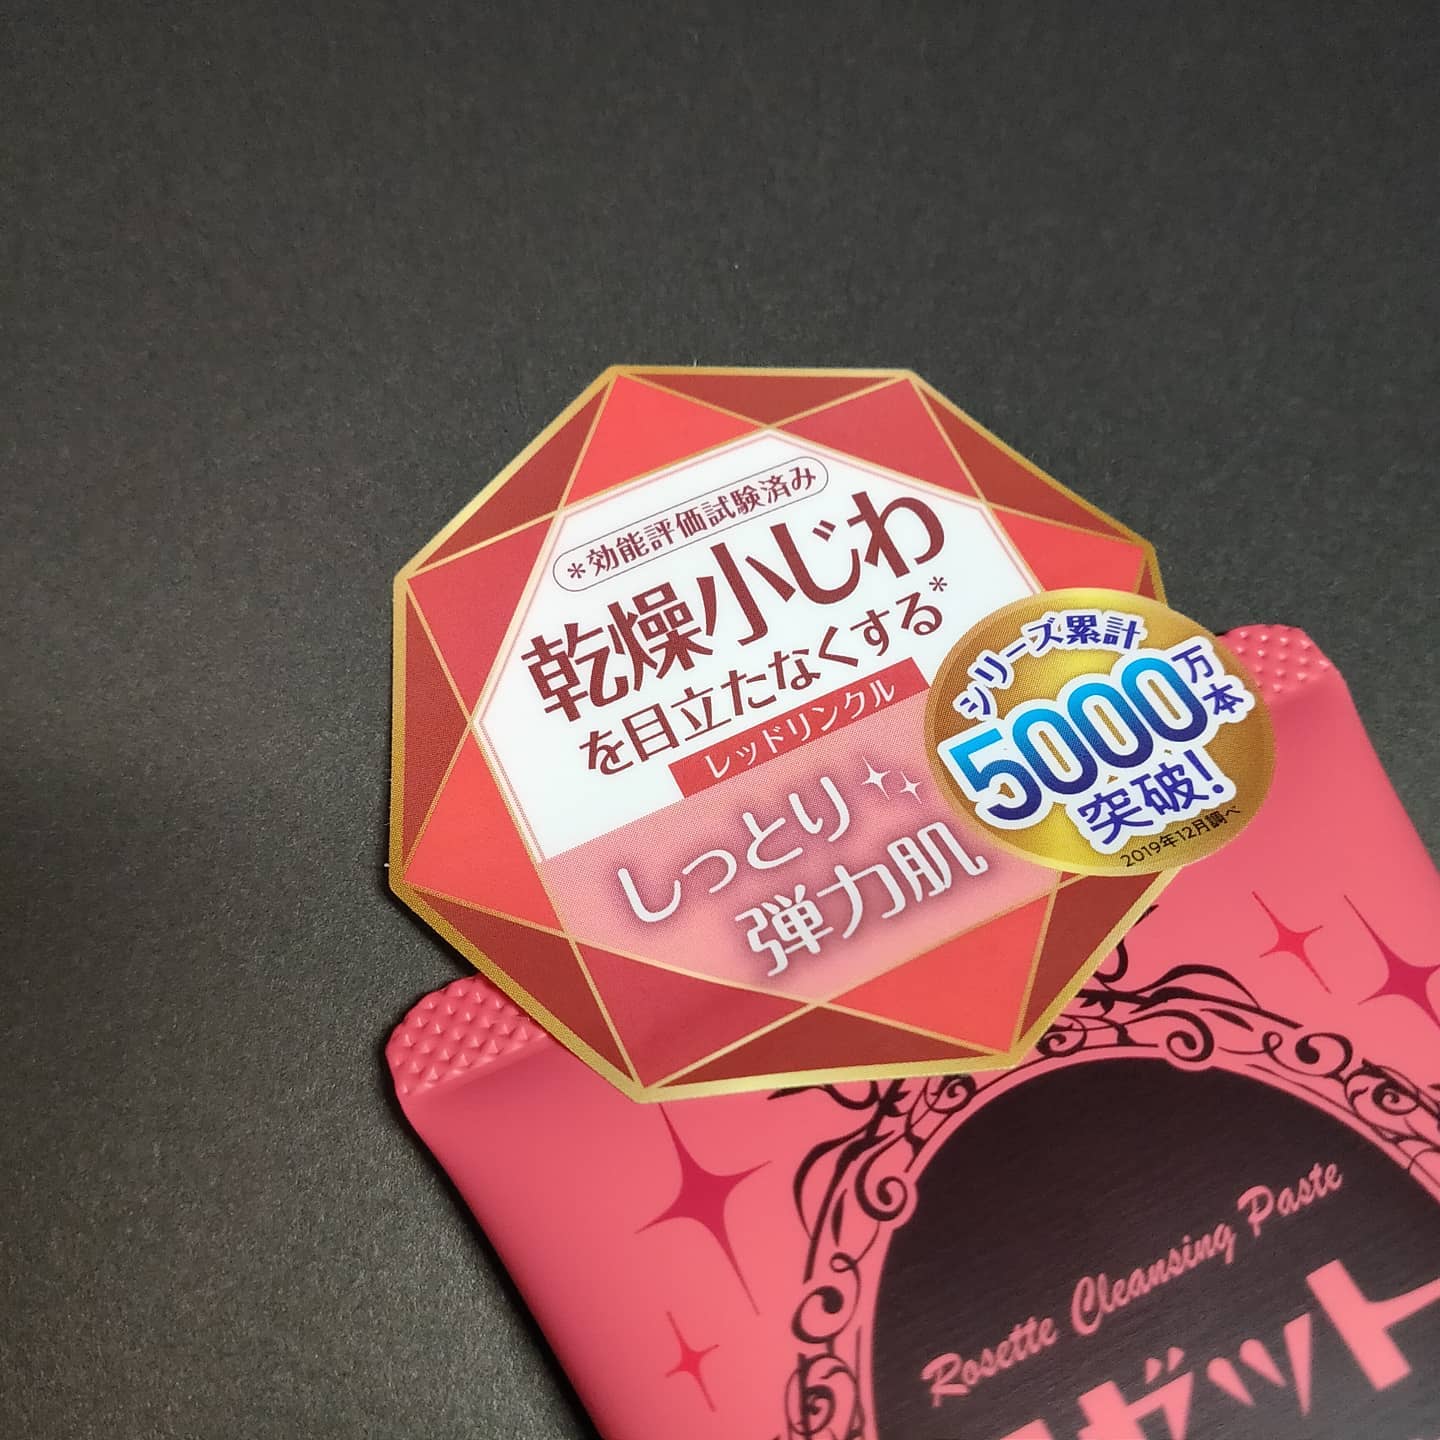 *効能評価試験済み
乾燥小じわ
を目立たなくする*
レッドリンクル
しっとり
弾力肌
シリーズ累計
5000万本
突破!
2019年12月調べ
Rosette Cleansing Paste
ゼット